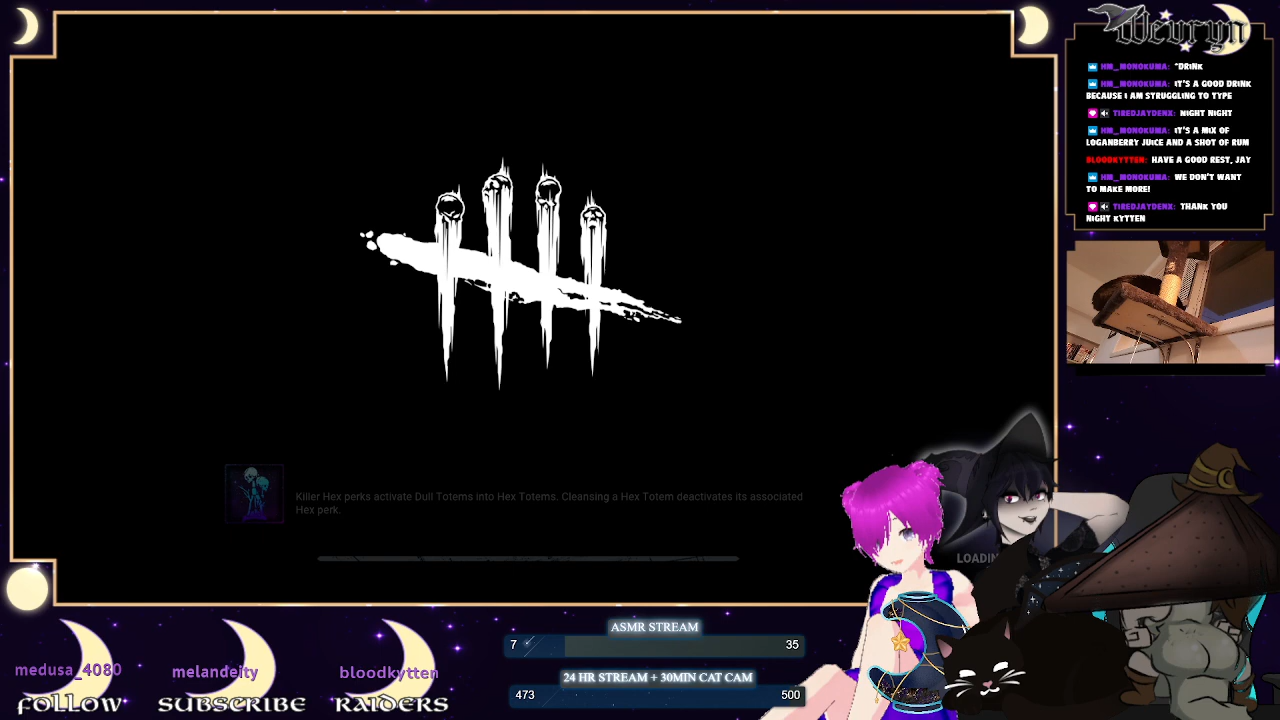 Wevryn
HM_MONOKUMA: *DRINK
HM_MONOKUMA: IT'S A GOOD DRINK
BECAUSE I AM STRUGGLING TO TYPE
TIREDJAYDENX: NIGHT NIGHT
HM_MONOKUMA: IT'S A MIX OF
LOGANBERRY JUICE AND A SHOT OF RUM
BLOODKYTTEN: HAVE A GOOD REST, JAY
HM_MONOKUMA: WE DON'T WANT
TO MAKE MORE!
TIREDJAYDENX: THANK YOU
NIGHT KYTTEN
Killer Hex perks activate Dull Totems into Hex Totems. Cleansing a Hex Totem deactivates its associated
Hex perk.
LOADIN
ASMR STREAM
7 35
24 HR STREAM + 30MIN CAT CAM
473 500
medusa_4080
FOLLOW
melandeity
SUBSCRIBE
bloodkytten
RAIDERS